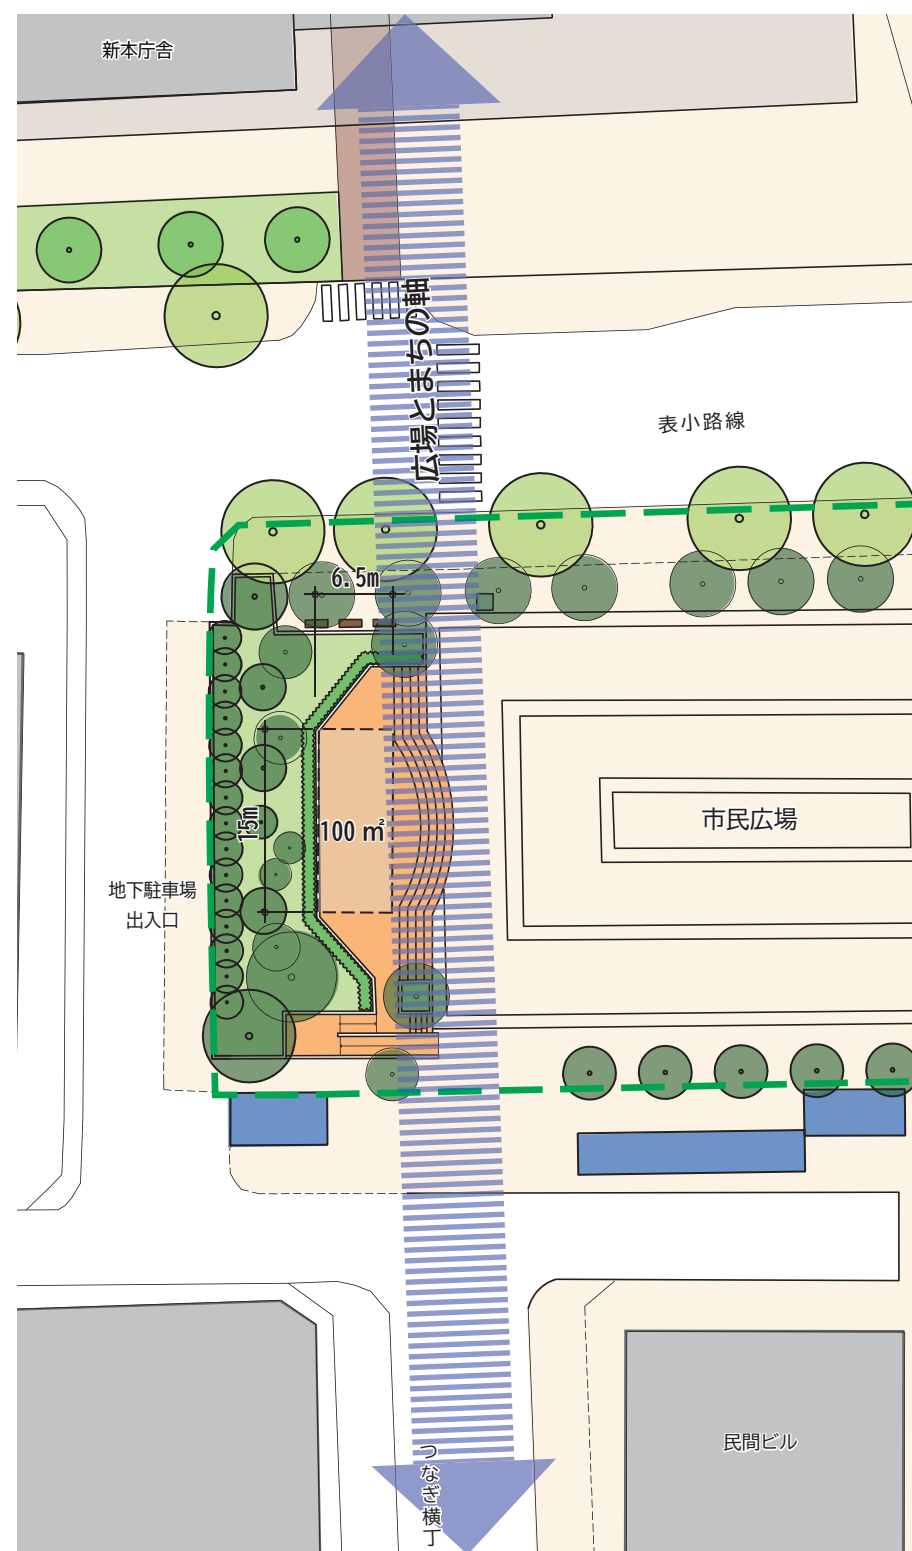 新本庁舎
広場とまちの軸
表小路線
6.5m
市民広場
15m
100 ㎡
地下駐車場
出入口
民間ビル
つなぎ横丁